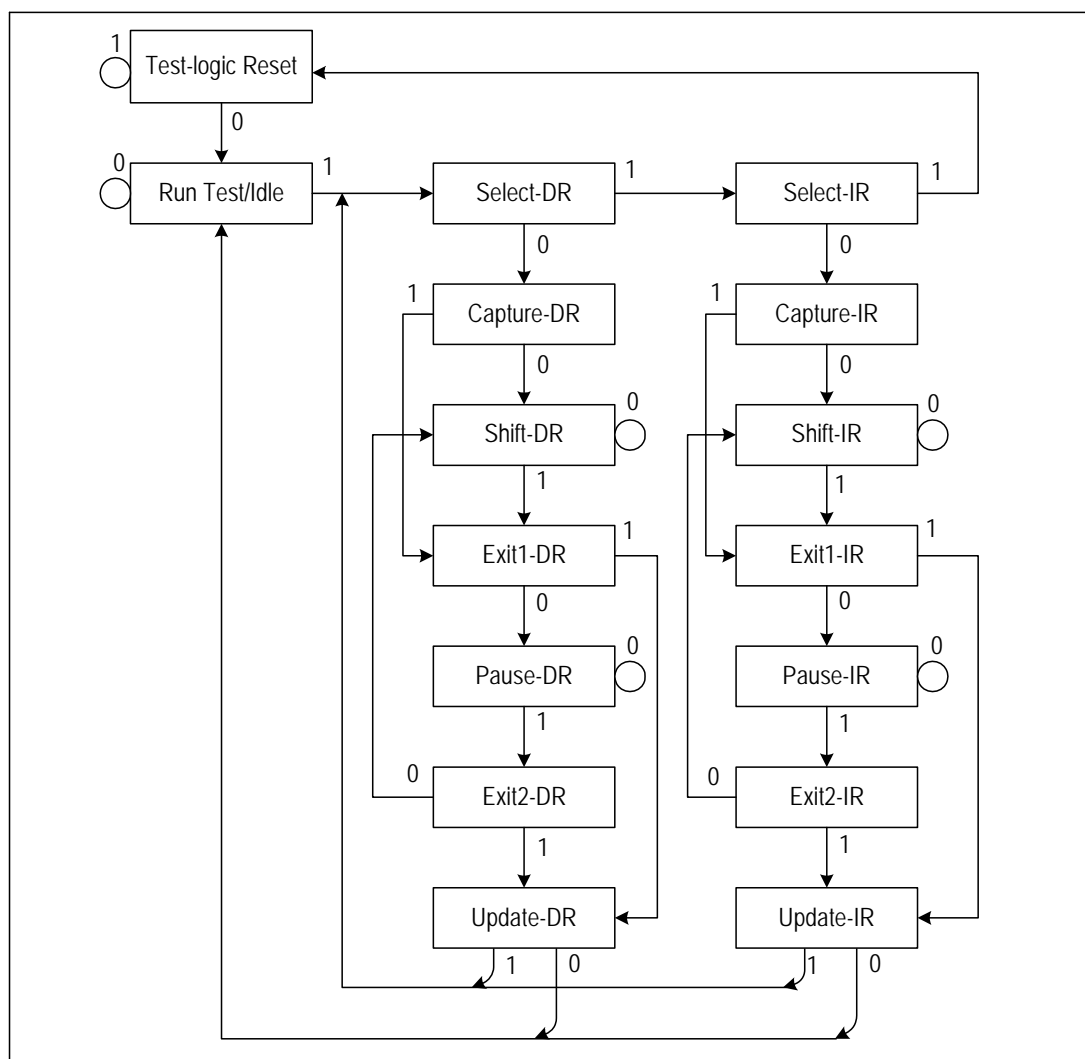 1
Test-logic Reset
0
0
Run Test/Idle
1
Select-DR
1
Select-IR
1
0
0
1
Capture-DR
1
Capture-IR
0
0
0
0
Shift-DR
Shift-IR
1
1
Exit1-DR
1
Exit1-IR
1
0
0
0
0
Pause-DR
Pause-IR
1
1
0
Exit2-DR
0
Exit2-IR
1
1
Update-DR
Update-IR
1
0
1
0